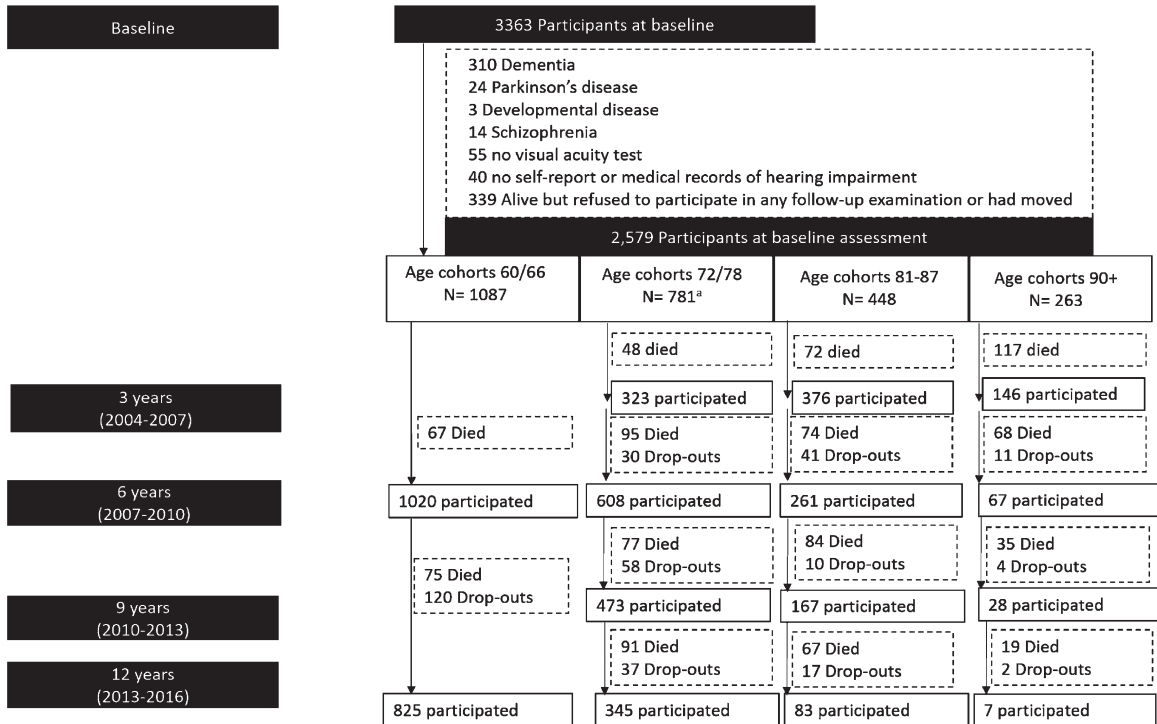 Baseline
3363 Participants at baseline
310 Dementia
24 Parkinson's disease
3 Developmental disease
14 Schizophrenia
55 no visual acuity test
40 no self-report or medical records of hearing impairment
339 Alive but refused to participate in any follow-up examination or had moved
2,579 Participants at baseline assessment
Age cohorts 60/66
N= 1087
Age cohorts 72/78
N= 781ᵃ
Age cohorts 81-87
N= 448
Age cohorts 90+
N= 263
48 died
72 died
117 died
3 years
(2004-2007)
323 participated
376 participated
146 participated
67 Died
95 Died
30 Drop-outs
74 Died
41 Drop-outs
68 Died
11 Drop-outs
6 years
(2007-2010)
1020 participated
608 participated
261 participated
67 participated
75 Died
120 Drop-outs
77 Died
58 Drop-outs
84 Died
10 Drop-outs
35 Died
4 Drop-outs
9 years
(2010-2013)
473 participated
167 participated
28 participated
91 Died
37 Drop-outs
67 Died
17 Drop-outs
19 Died
2 Drop-outs
12 years
(2013-2016)
825 participated
345 participated
83 participated
7 participated